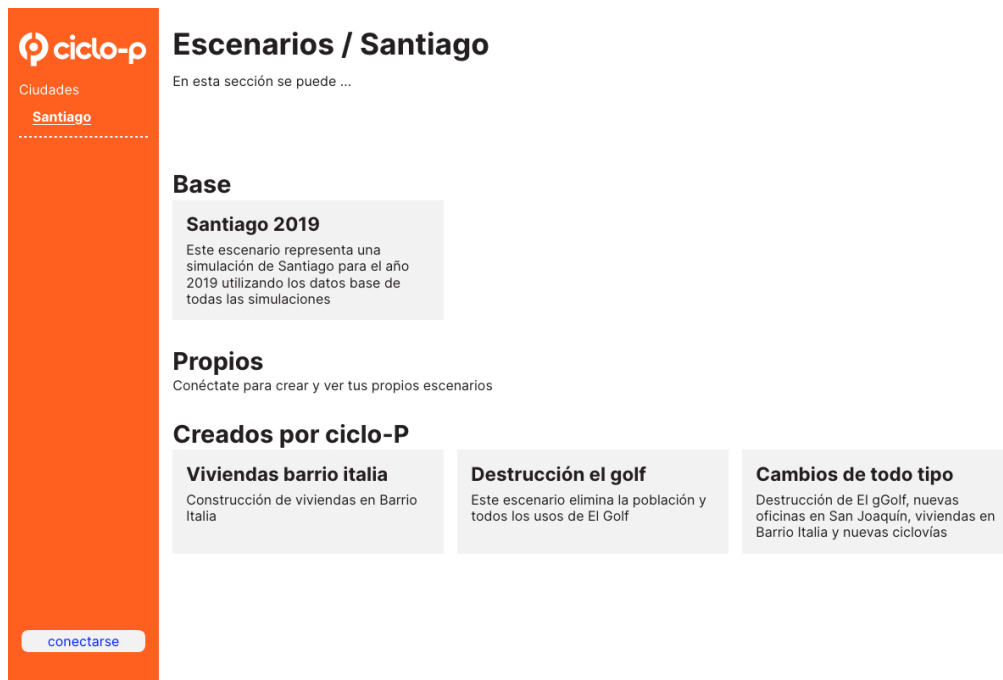 ciclo-p
Ciudades
Santiago
conectarse
Escenarios / Santiago
En esta sección se puede ...
Base
Santiago 2019
Este escenario representa una
simulación de Santiago para el año
2019 utilizando los datos base de
todas las simulaciones
Propios
Conéctate para crear y ver tus propios escenarios
Creados por ciclo-P
Viviendas barrio italia
Construcción de viviendas en Barrio
Italia
Destrucción el golf
Este escenario elimina la población y
todos los usos de El Golf
Cambios de todo tipo
Destrucción de El gGolf, nuevas
oficinas en San Joaquín, viviendas en
Barrio Italia y nuevas ciclovías